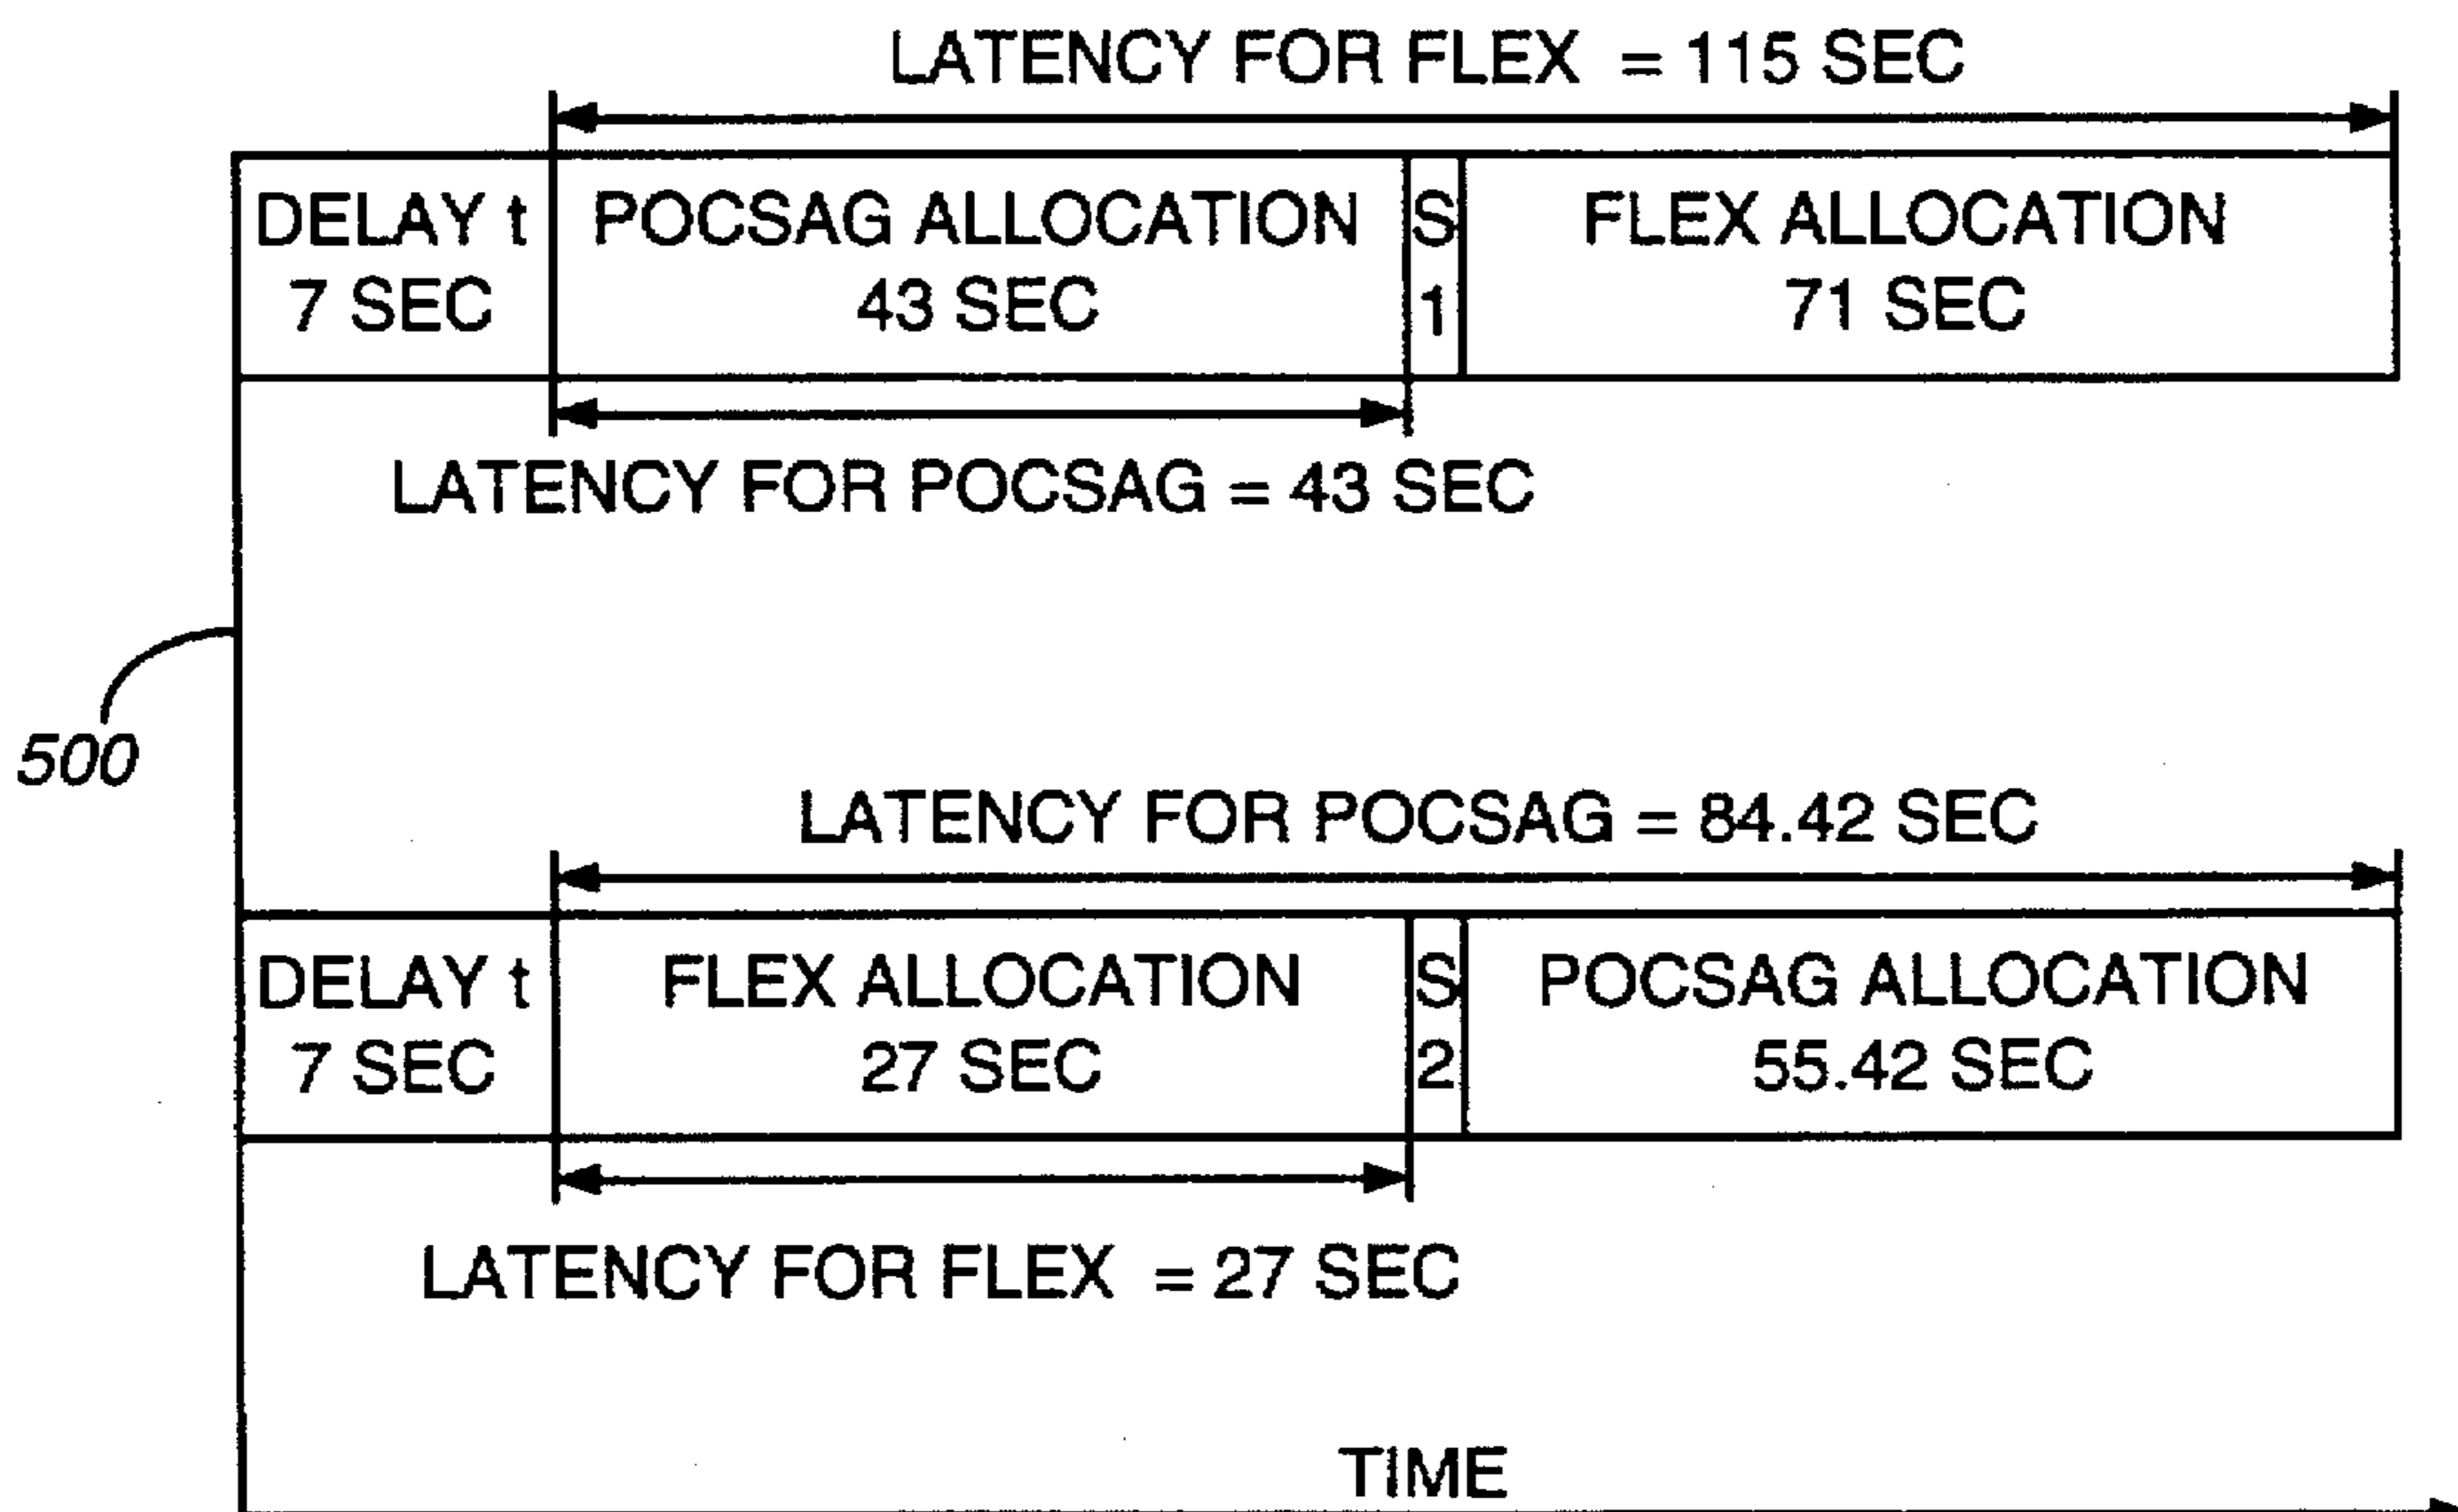 LATENCY FOR FLEX = 115 SEC
DELAY t POCSAG ALLOCATION S FLEX ALLOCATION
7 SEC 43 SEC 1 71 SEC
LATENCY FOR POCSAG = 43 SEC
500
LATENCY FOR POCSAG = 84.42 SEC
DELAY t FLEX ALLOCATION S POCSAG ALLOCATION
7 SEC 27 SEC 2 55.42 SEC
LATENCY FOR FLEX = 27 SEC
TIME